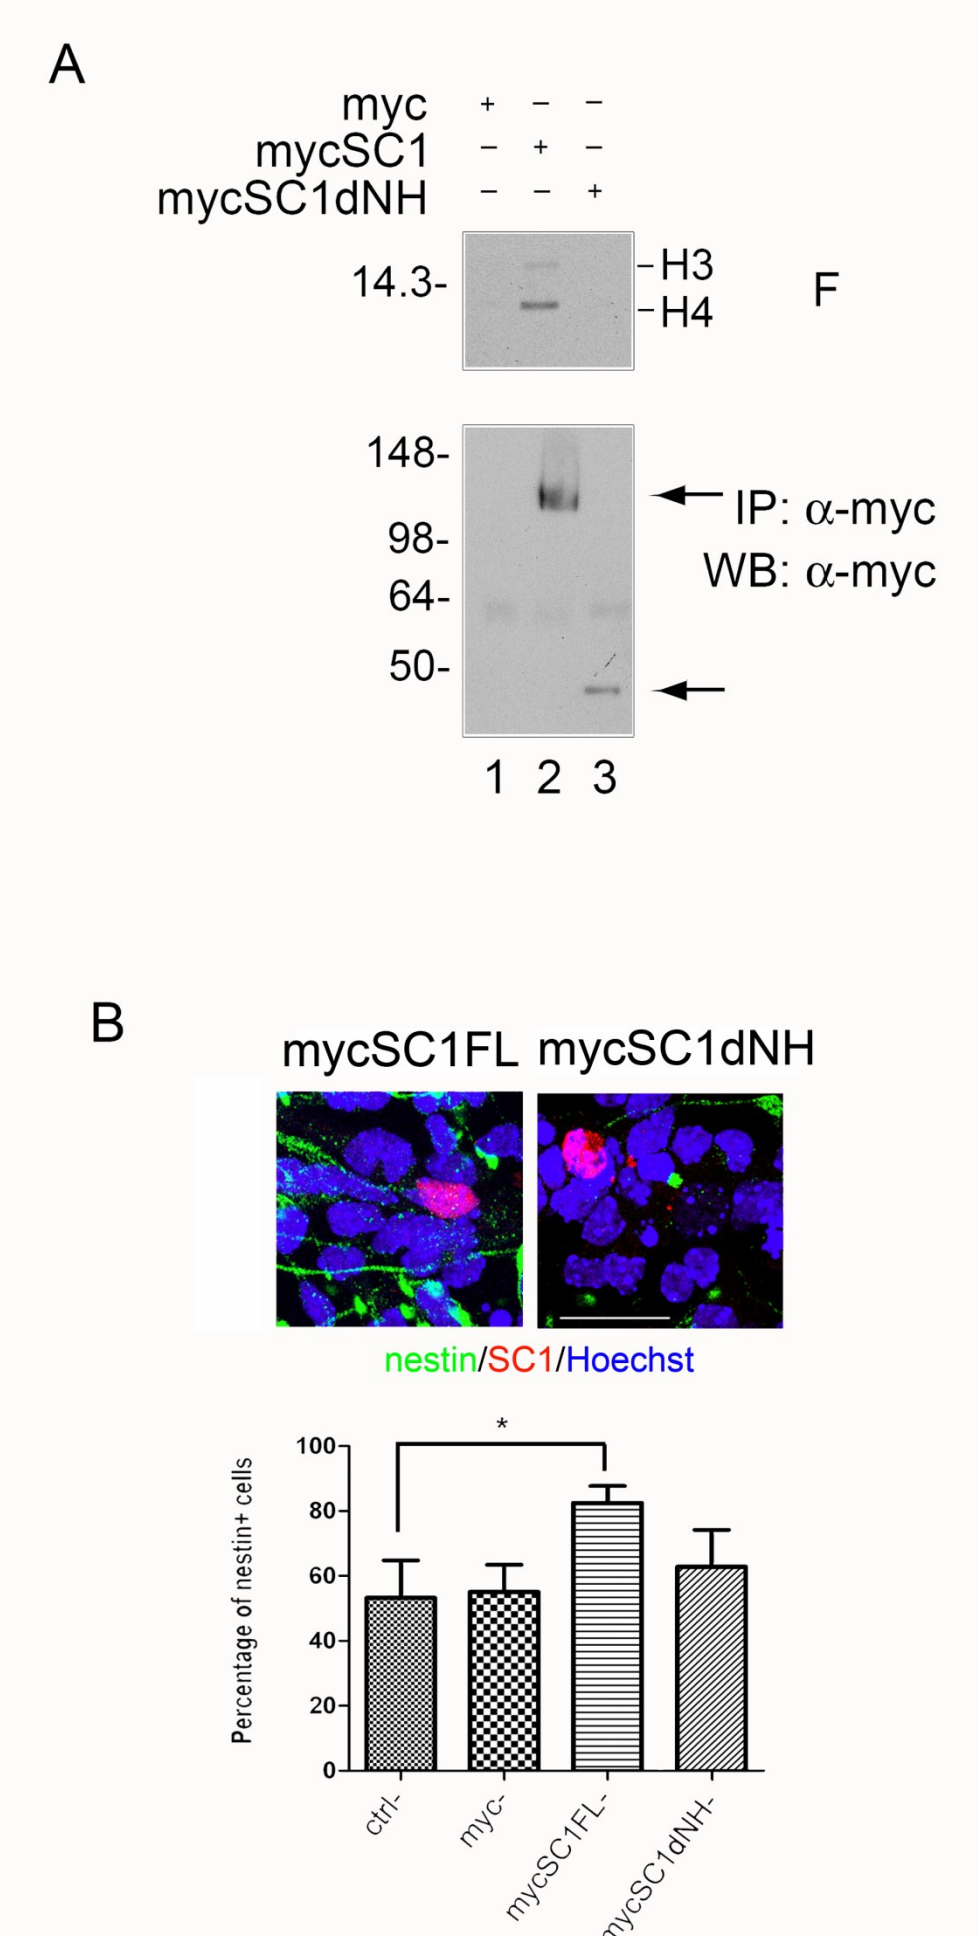 A
myc + − −
mycSC1 − + −
mycSC1dNH − − +
14.3-
−H3
−H4
F
148-
98-
64-
50-
IP: α-myc
WB: α-myc
1 2 3
B
mycSC1FL mycSC1dNH
nestin/SC1/Hoechst
*
Percentage of nestin+ cells
100
80
60
40
20
0
ctrl-
myc-
mycSC1FL-
mycSC1dNH-